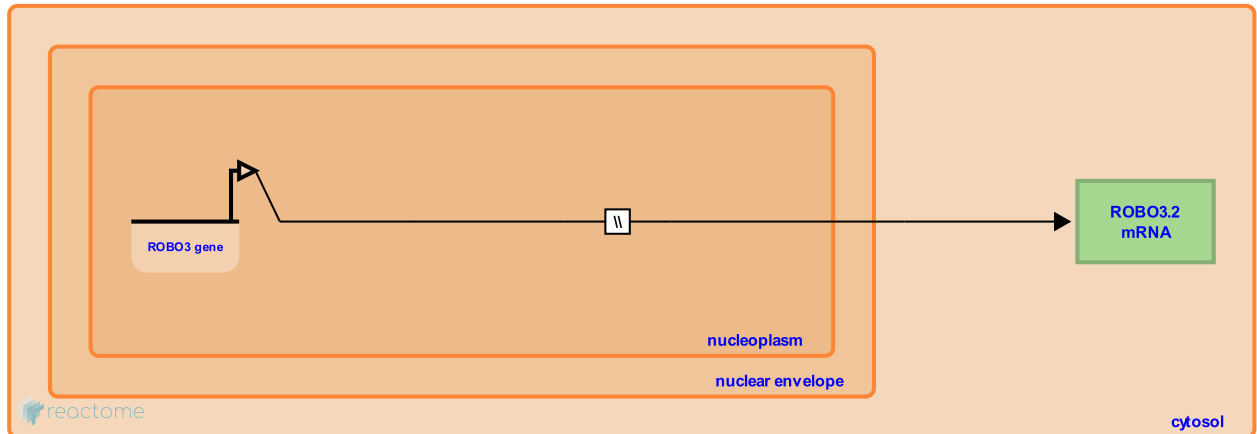 ROBO3 gene
\\
ROBO3.2
mRNA
nucleoplasm
nuclear envelope
reactome
cytosol